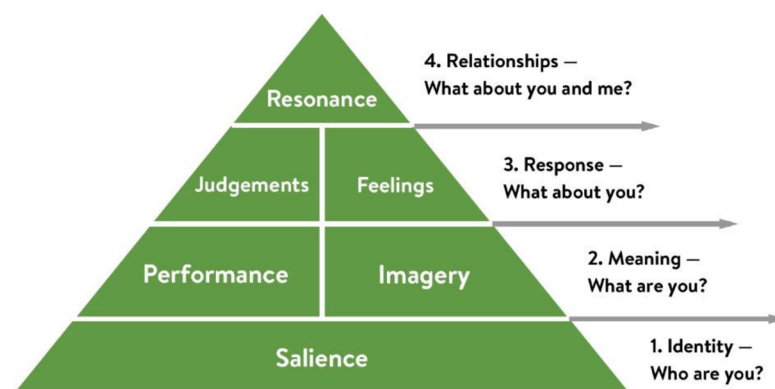 4. Relationships —
What about you and me?
Resonance
3. Response —
What about you?
Judgements
Feelings
2. Meaning —
What are you?
Performance
Imagery
1. Identity —
Who are you?
Salience